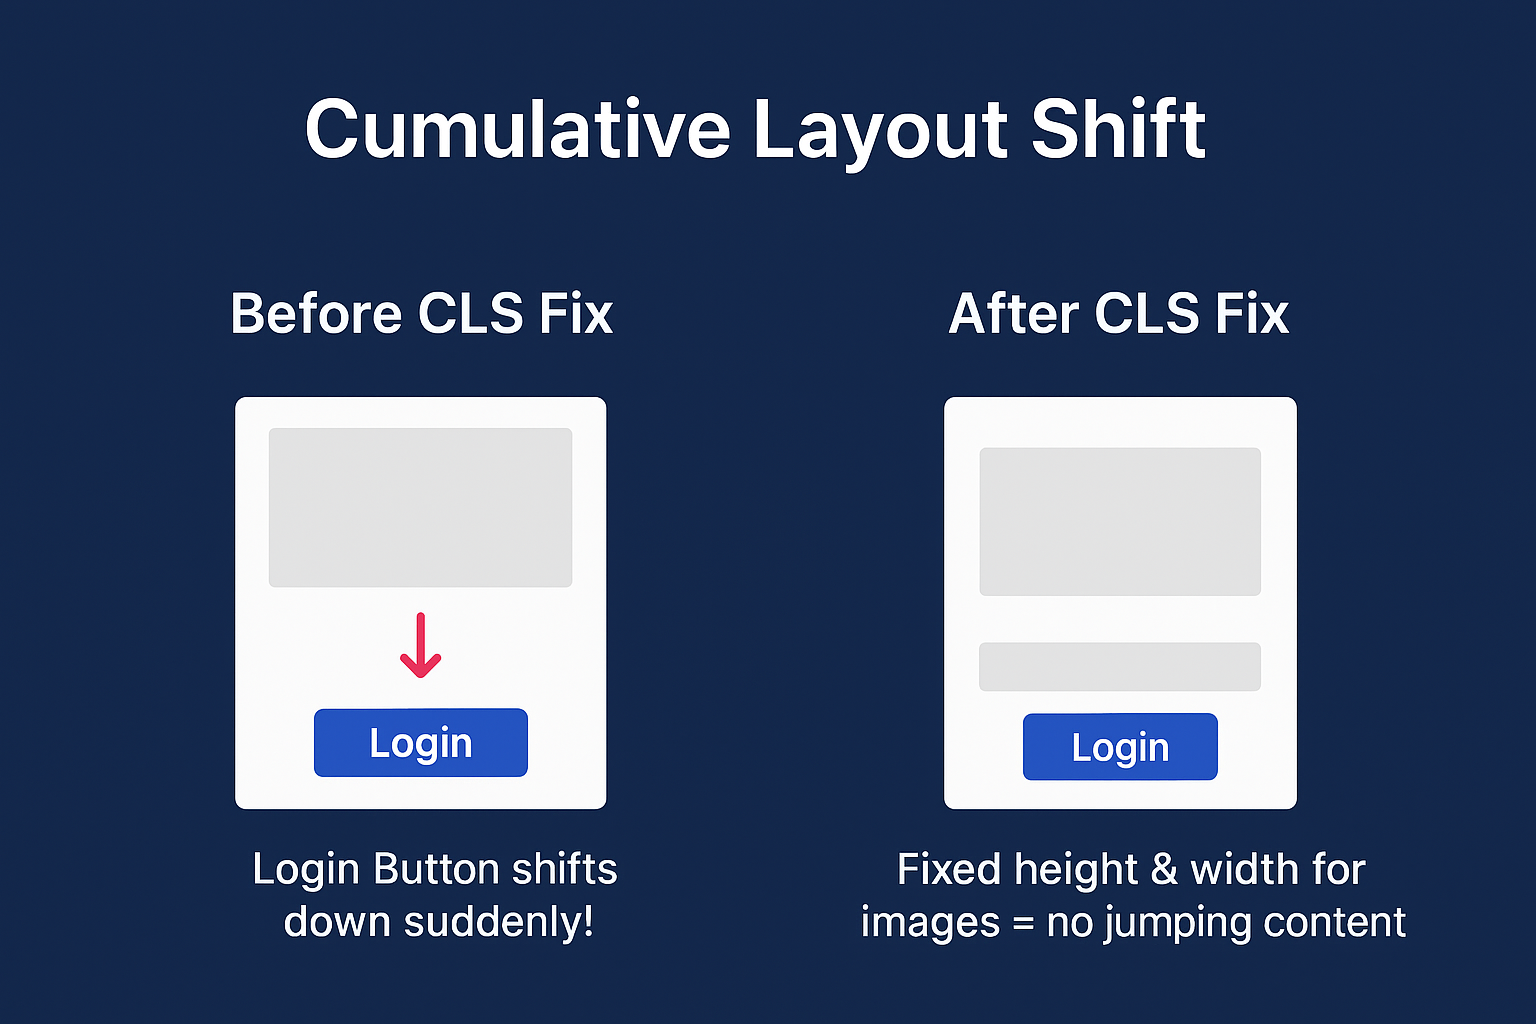 Cumulative Layout Shift
Before CLS Fix
Login
Login Button shifts
down suddenly!
After CLS Fix
Login
Fixed height & width for
images = no jumping content